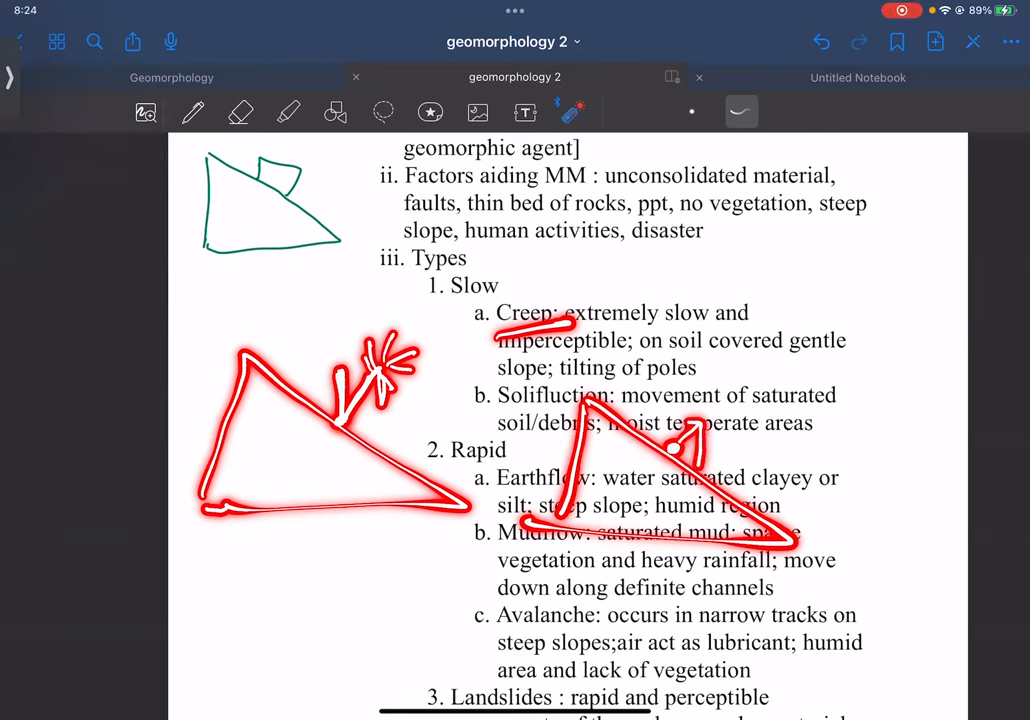 8:24
89%
geomorphology 2
Geomorphology
geomorphology 2
Untitled Notebook
geomorphic agent]
ii. Factors aiding MM : unconsolidated material,
faults, thin bed of rocks, ppt, no vegetation, steep
slope, human activities, disaster
iii. Types
1. Slow
a. Creep: extremely slow and
imperceptible; on soil covered gentle
slope; tilting of poles
b. Solifluction: movement of saturated
soil/debris; moist temperate areas
2. Rapid
a. Earthflow: water saturated clayey or
silt; steep slope; humid region
b. Mudflow: saturated mud; sparse
vegetation and heavy rainfall; move
down along definite channels
c. Avalanche: occurs in narrow tracks on
steep slopes;air act as lubricant; humid
area and lack of vegetation
3. Landslides : rapid and perceptible